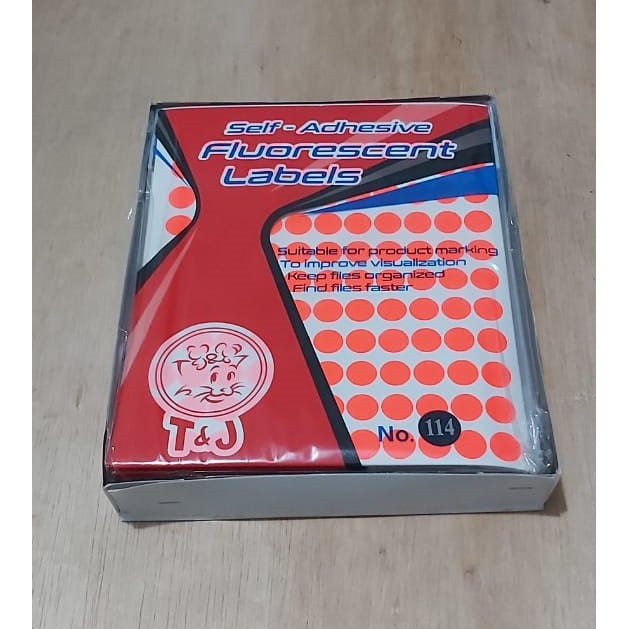 Self - Adhesive
Fluorescent
Labels
Suitable for product marking
To improve visualization
Keep files organized
Find files faster
T&J
No. 114